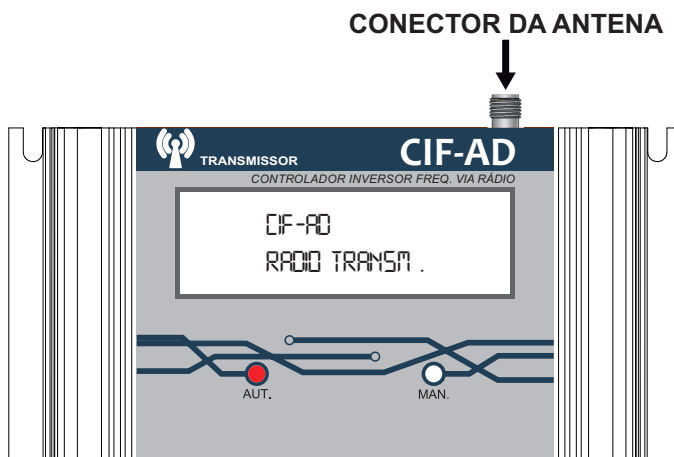 CONECTOR DA ANTENA
TRANSMISSOR
CIF-AD
CONTROLADOR INVERSOR FREQ. VIA RÁDIO
CIF-AD
RADIO TRANSM .
AUT.
MAN.